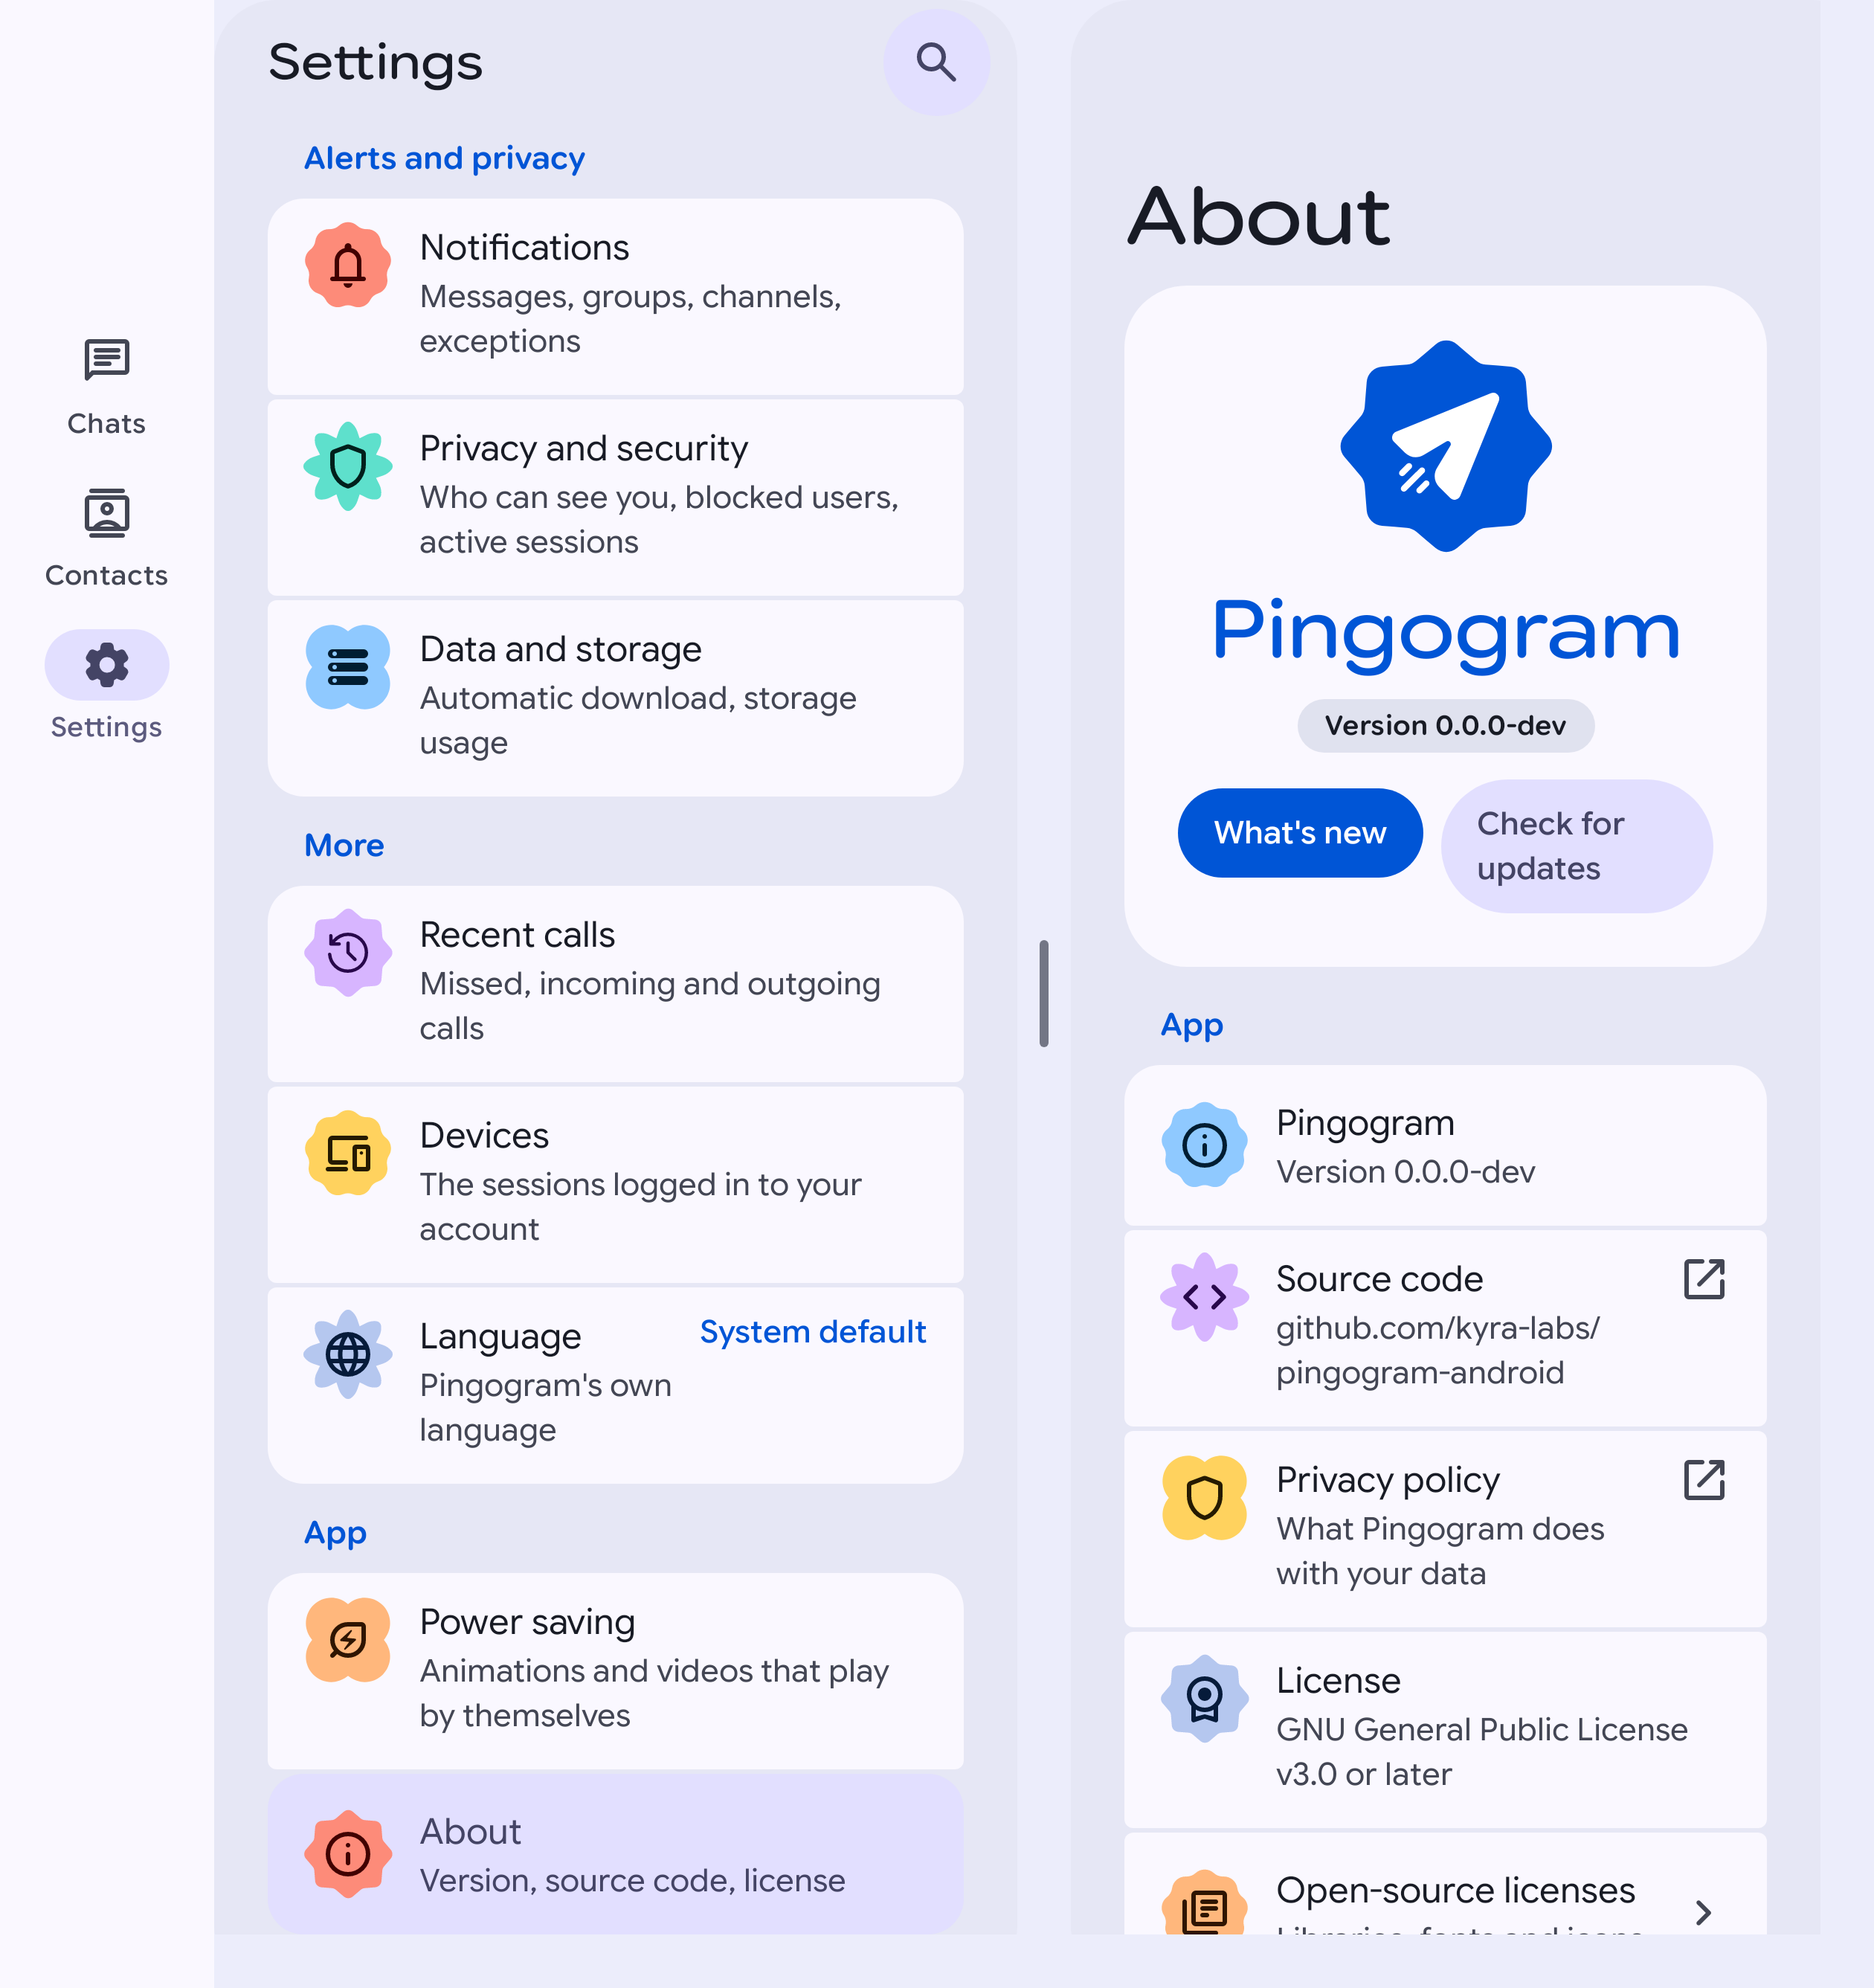 Chats
Contacts
Settings
Settings
Alerts and privacy
Notifications
Messages, groups, channels,
exceptions
Privacy and security
Who can see you, blocked users,
active sessions
Data and storage
Automatic download, storage
usage
More
Recent calls
Missed, incoming and outgoing
calls
Devices
The sessions logged in to your
account
Language
System default
Pingogram's own
language
App
Power saving
Animations and videos that play
by themselves
About
Version, source code, license
About
Pingogram
Version 0.0.0-dev
What's new
Check for
updates
App
Pingogram
Version 0.0.0-dev
Source code
github.com/kyra-labs/
pingogram-android
Privacy policy
What Pingogram does
with your data
License
GNU General Public License
v3.0 or later
Open-source licenses
Libraries, fonts and icons